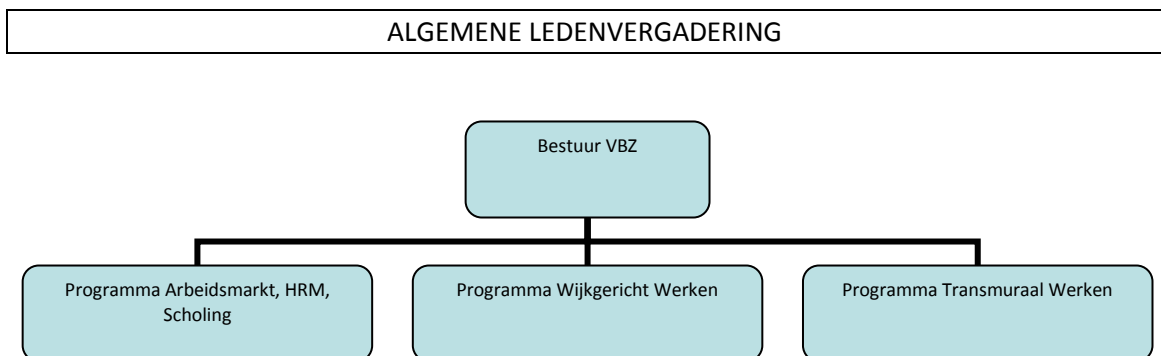 ALGEMENE LEDENVERGADERING
Bestuur VBZ
Programma Arbeidsmarkt, HRM,
Scholing
Programma Wijkgericht Werken
Programma Transmuraal Werken